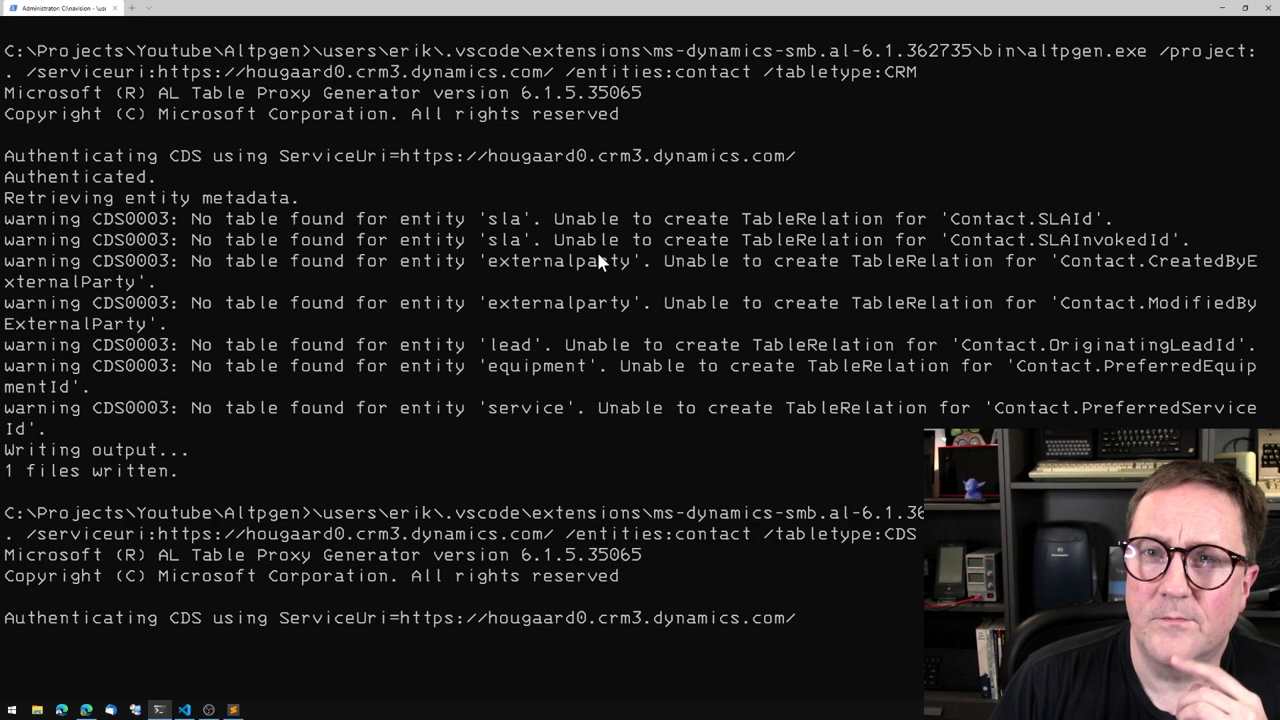 Administrator: C:\navision - \use
C:\Projects\Youtube\Altpgen>\users\erik\.vscode\extensions\ms-dynamics-smb.al-6.1.362735\bin\altpgen.exe /project:
. /serviceuri:https://hougaard0.crm3.dynamics.com/ /entities:contact /tabletype:CRM
Microsoft (R) AL Table Proxy Generator version 6.1.5.35065
Copyright (C) Microsoft Corporation. All rights reserved
Authenticating CDS using ServiceUri=https://hougaard0.crm3.dynamics.com/
Authenticated.
Retrieving entity metadata.
warning CDS0003: No table found for entity 'sla'. Unable to create TableRelation for 'Contact.SLAId'.
warning CDS0003: No table found for entity 'sla'. Unable to create TableRelation for 'Contact.SLAInvokedId'.
warning CDS0003: No table found for entity 'externalparty'. Unable to create TableRelation for 'Contact.CreatedByE
xternalParty'.
warning CDS0003: No table found for entity 'externalparty'. Unable to create TableRelation for 'Contact.ModifiedBy
ExternalParty'.
warning CDS0003: No table found for entity 'lead'. Unable to create TableRelation for 'Contact.OriginatingLeadId'.
warning CDS0003: No table found for entity 'equipment'. Unable to create TableRelation for 'Contact.PreferredEquip
mentId'.
warning CDS0003: No table found for entity 'service'. Unable to create TableRelation for 'Contact.PreferredService
Id'.
Writing output...
1 files written.
C:\Projects\Youtube\Altpgen>\users\erik\.vscode\extensions\ms-dynamics-smb.al-6.1.36
. /serviceuri:https://hougaard0.crm3.dynamics.com/ /entities:contact /tabletype:CDS
Microsoft (R) AL Table Proxy Generator version 6.1.5.35065
Copyright (C) Microsoft Corporation. All rights reserved
Authenticating CDS using ServiceUri=https://hougaard0.crm3.dynamics.com/